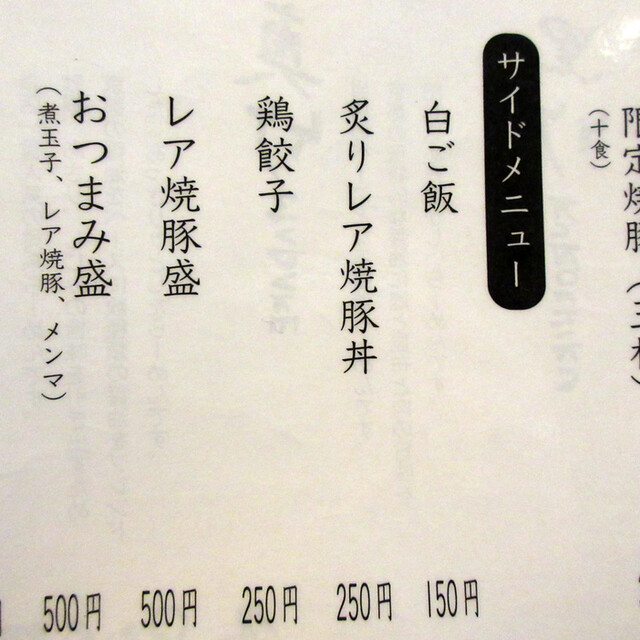 限定焼豚（三枚）
（十食）
サイドメニュー
白ご飯 150円
炙りレア焼豚丼 250円
鶏餃子 250円
レア焼豚盛 500円
おつまみ盛 500円
（煮玉子、レア焼豚、メンマ）